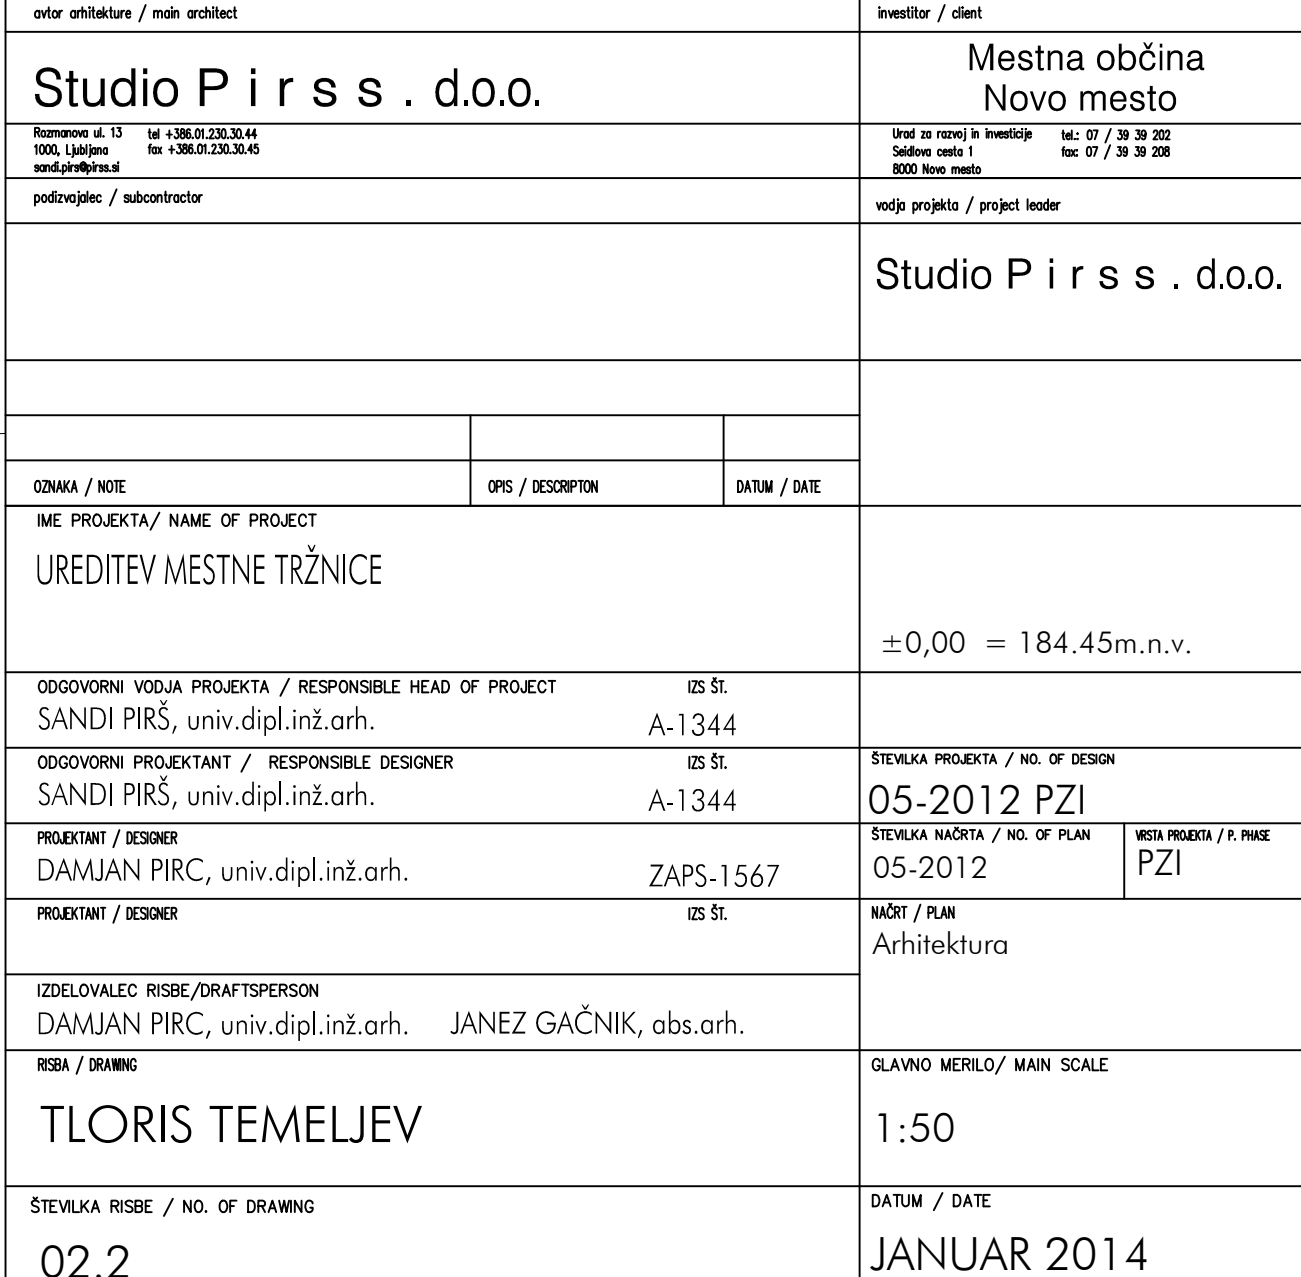 avtor arhitekture / main architect
investitor / client
Studio P i r s s . d.o.o.
Mestna občina
Novo mesto
Rozmanova ul. 13 tel +386.01.230.30.44
1000, Ljubljana fax +386.01.230.30.45
sandi.pirs@pirss.si
Urad za razvoj in investicije tel.: 07 / 39 39 202
Seidlova cesta 1 fax: 07 / 39 39 208
8000 Novo mesto
podizvajalec / subcontractor
vodja projekta / project leader
Studio P i r s s . d.o.o.
OZNAKA / NOTE
OPIS / DESCRIPTON
DATUM / DATE
IME PROJEKTA/ NAME OF PROJECT
UREDITEV MESTNE TRŽNICE
±0,00 = 184.45m.n.v.
ODGOVORNI VODJA PROJEKTA / RESPONSIBLE HEAD OF PROJECT IZS ŠT.
SANDI PIRŠ, univ.dipl.inž.arh. A-1344
ODGOVORNI PROJEKTANT / RESPONSIBLE DESIGNER IZS ŠT.
SANDI PIRŠ, univ.dipl.inž.arh. A-1344
ŠTEVILKA PROJEKTA / NO. OF DESIGN
05-2012 PZI
PROJEKTANT / DESIGNER
DAMJAN PIRC, univ.dipl.inž.arh. ZAPS-1567
ŠTEVILKA NAČRTA / NO. OF PLAN
05-2012
VRSTA PROJEKTA / P. PHASE
PZI
PROJEKTANT / DESIGNER IZS ŠT.
NAČRT / PLAN
Arhitektura
IZDELOVALEC RISBE/DRAFTSPERSON
DAMJAN PIRC, univ.dipl.inž.arh. JANEZ GAČNIK, abs.arh.
RISBA / DRAWING
TLORIS TEMELJEV
GLAVNO MERILO/ MAIN SCALE
1:50
ŠTEVILKA RISBE / NO. OF DRAWING
02.2
DATUM / DATE
JANUAR 2014